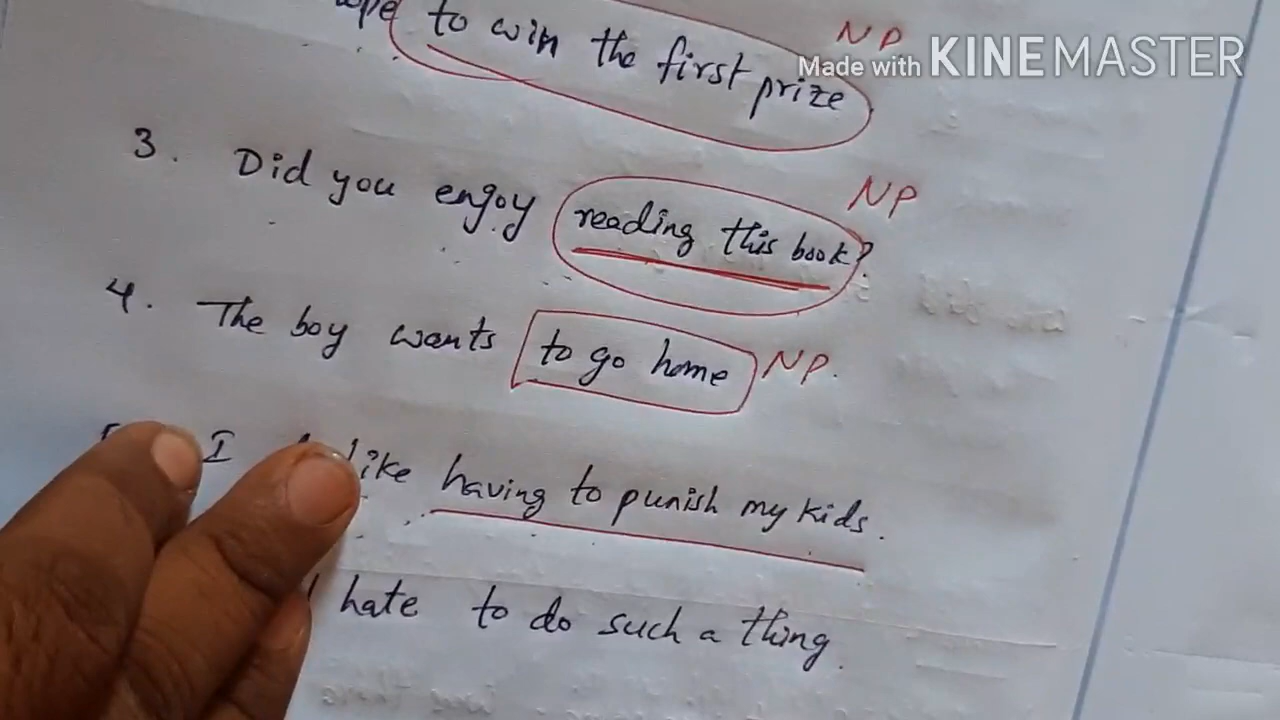 to win the first prize NP
Made with KINEMASTER
3. Did you enjoy reading this book? NP
4. The boy wants to go home NP.
I like having to punish my kids.
hate to do such a thing.